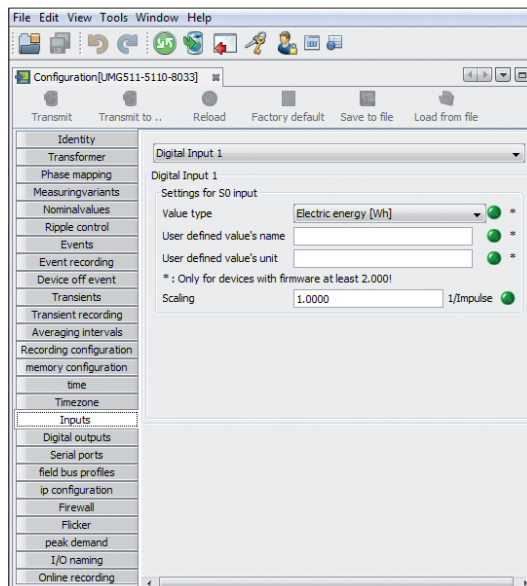 File Edit View Tools Window Help
Configuration[UMG511-5110-8033]
Transmit Transmit to .. Reload Factory default Save to file Load from file
Identity
Transformer
Phase mapping
Measuringvariants
Nominalvalues
Ripple control
Events
Event recording
Device off event
Transients
Transient recording
Averaging intervals
Recording configuration
memory configuration
time
Timezone
Inputs
Digital outputs
Serial ports
field bus profiles
ip configuration
Firewall
Flicker
peak demand
I/O naming
Online recording
Digital Input 1
Digital Input 1
Settings for S0 input
Value type Electric energy [Wh] *
User defined value's name *
User defined value's unit *
* : Only for devices with firmware at least 2.000!
Scaling 1.0000 1/Impulse